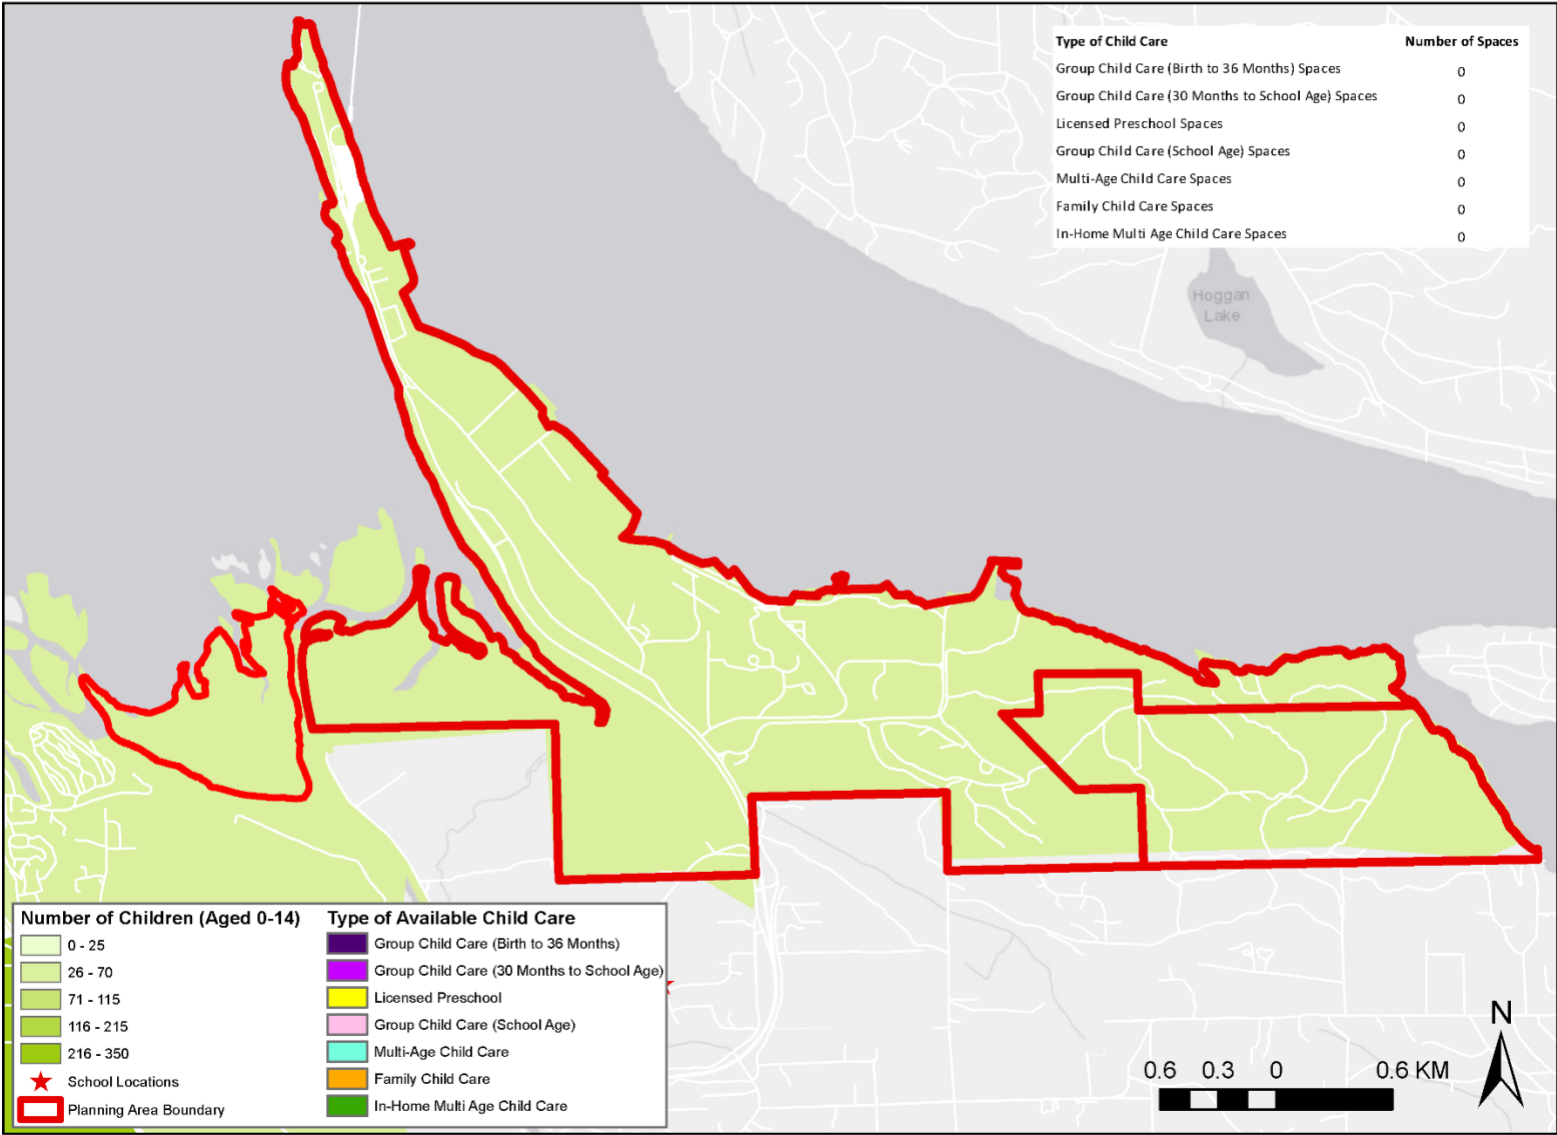 Type of Child Care Number of Spaces
Group Child Care (Birth to 36 Months) Spaces 0
Group Child Care (30 Months to School Age) Spaces 0
Licensed Preschool Spaces 0
Group Child Care (School Age) Spaces 0
Multi-Age Child Care Spaces 0
Family Child Care Spaces 0
In-Home Multi Age Child Care Spaces 0
Hoggan
Lake
Number of Children (Aged 0-14)
0 - 25
26 - 70
71 - 115
116 - 215
216 - 350
School Locations
Planning Area Boundary
Type of Available Child Care
Group Child Care (Birth to 36 Months)
Group Child Care (30 Months to School Age)
Licensed Preschool
Group Child Care (School Age)
Multi-Age Child Care
Family Child Care
In-Home Multi Age Child Care
0.6 0.3 0 0.6 KM
N